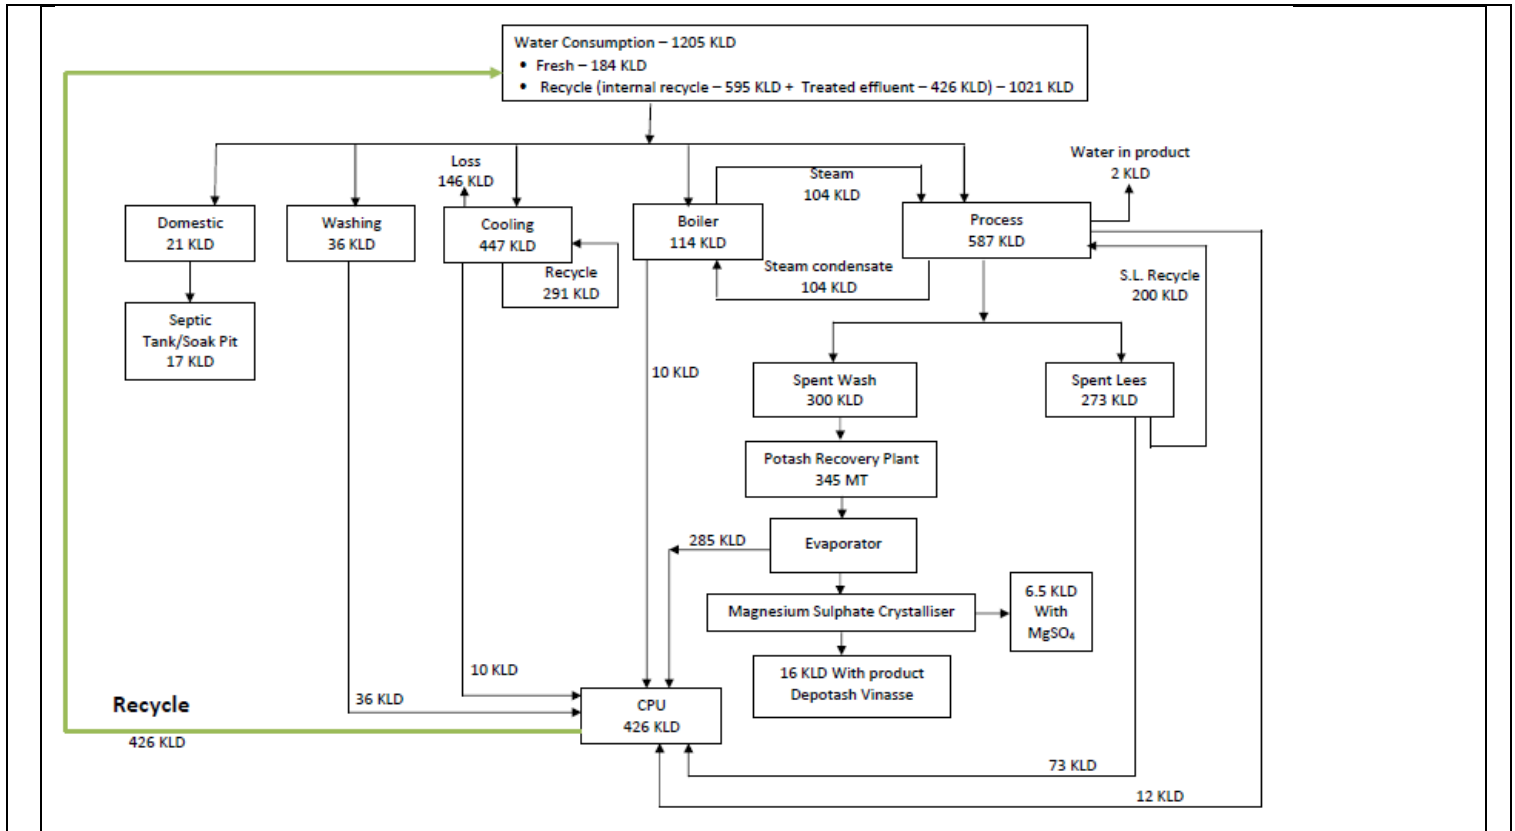 Water Consumption – 1205 KLD
• Fresh – 184 KLD
• Recycle (internal recycle – 595 KLD + Treated effluent – 426 KLD) – 1021 KLD
Loss
146 KLD
Steam
104 KLD
Water in product
2 KLD
Domestic
21 KLD
Washing
36 KLD
Cooling
447 KLD
Boiler
114 KLD
Process
587 KLD
Recycle
291 KLD
Steam condensate
104 KLD
S.L. Recycle
200 KLD
Septic
Tank/Soak Pit
17 KLD
10 KLD
Spent Wash
300 KLD
Spent Lees
273 KLD
Potash Recovery Plant
345 MT
285 KLD
Evaporator
Magnesium Sulphate Crystalliser
6.5 KLD
With
MgSO₄
16 KLD With product
Depotash Vinasse
10 KLD
36 KLD
CPU
426 KLD
Recycle
426 KLD
73 KLD
12 KLD